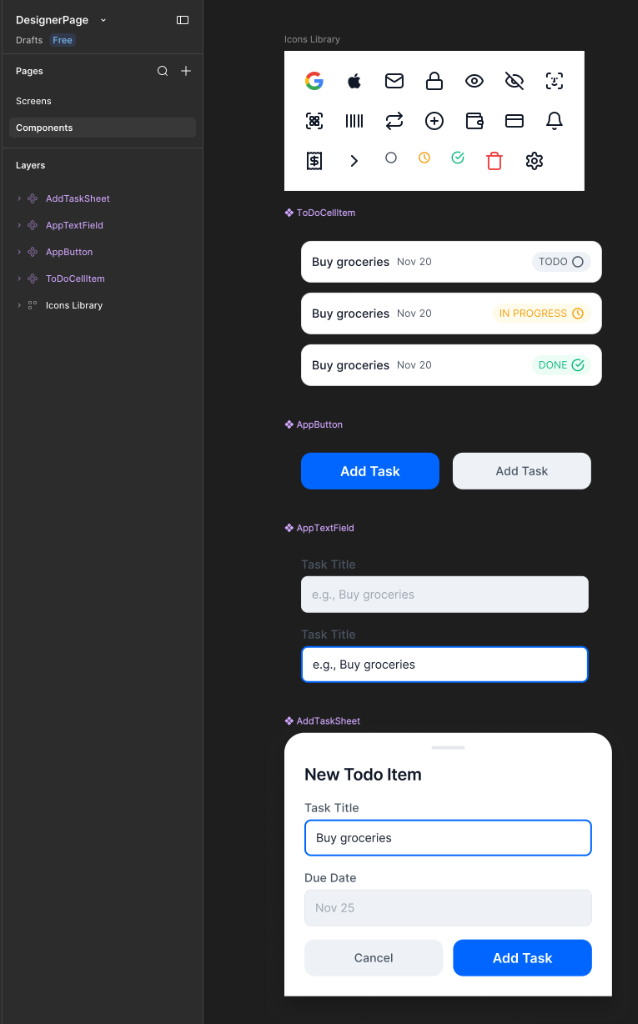 DesignerPage
Drafts Free
Pages
Screens
Components
Layers
AddTaskSheet
AppTextField
AppButton
ToDoCellItem
Icons Library
Icons Library
ToDoCellItem
Buy groceries Nov 20 TODO
Buy groceries Nov 20 IN PROGRESS
Buy groceries Nov 20 DONE
AppButton
Add Task Add Task
AppTextField
Task Title
e.g., Buy groceries
Task Title
e.g., Buy groceries
AddTaskSheet
New Todo Item
Task Title
Buy groceries
Due Date
Nov 25
Cancel Add Task